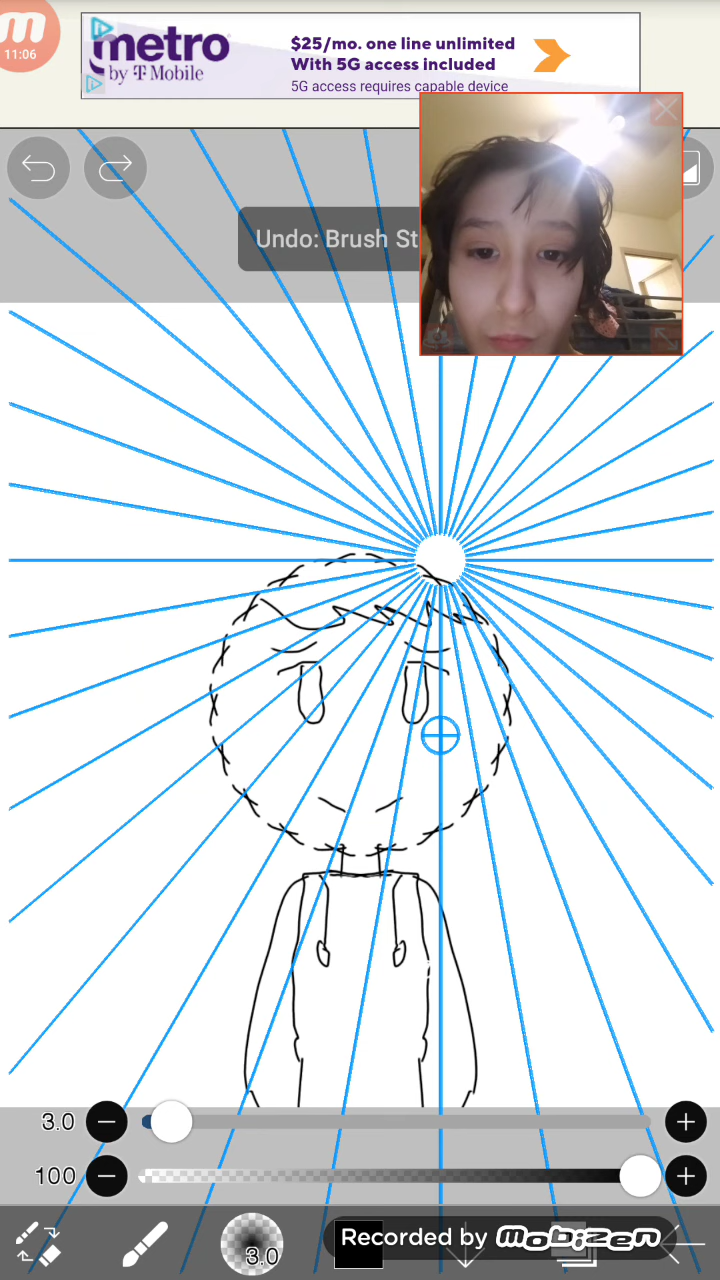 11:06
metro
by T Mobile
$25/mo. one line unlimited
With 5G access included
5G access requires capable device
Undo: Brush St
3.0
100
3.0
Recorded by mobizen